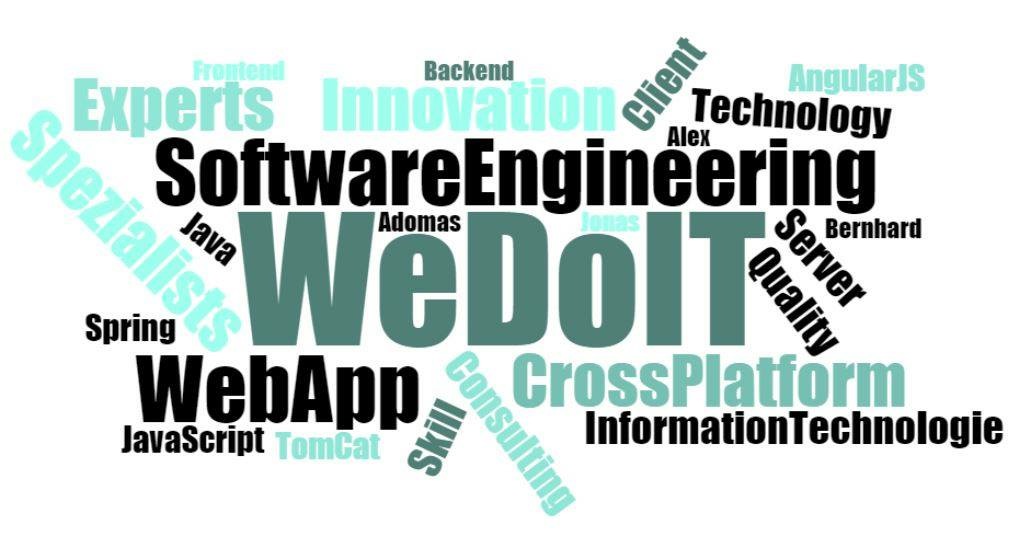 Frontend
Backend
Client
AngularJS
Experts
Innovation
Technology
Alex
Spezialists
SoftwareEngineering
Java
Adomas
Jonas
WeDoIT
Server
Bernhard
Quality
Spring
WebApp
Consulting
CrossPlatform
JavaScript
TomCat
Skill
InformationTechnologie